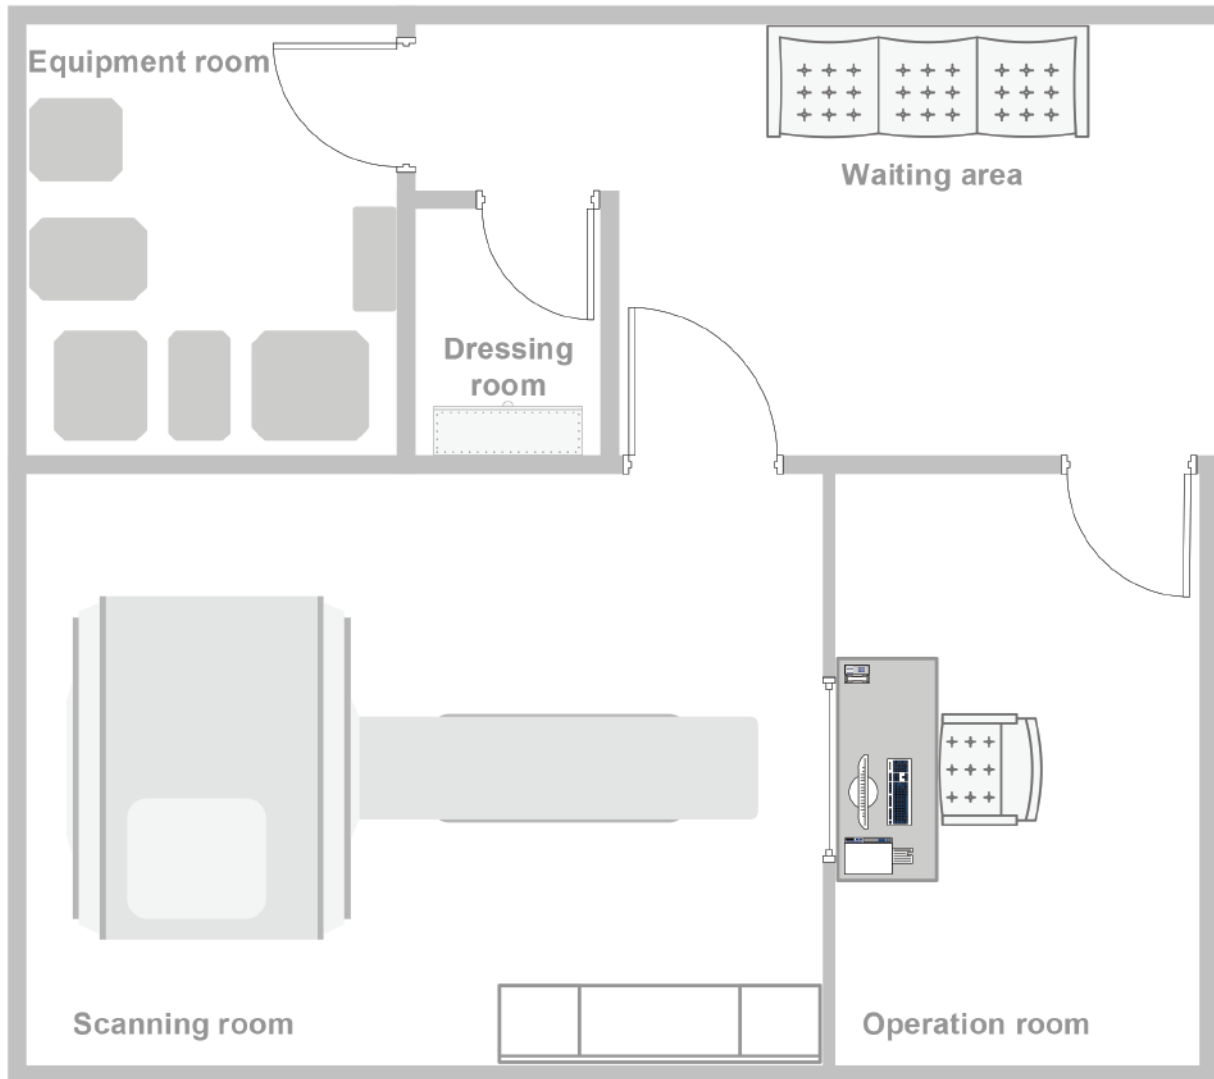 Equipment room
Waiting area
Dressing
room
Scanning room
Operation room